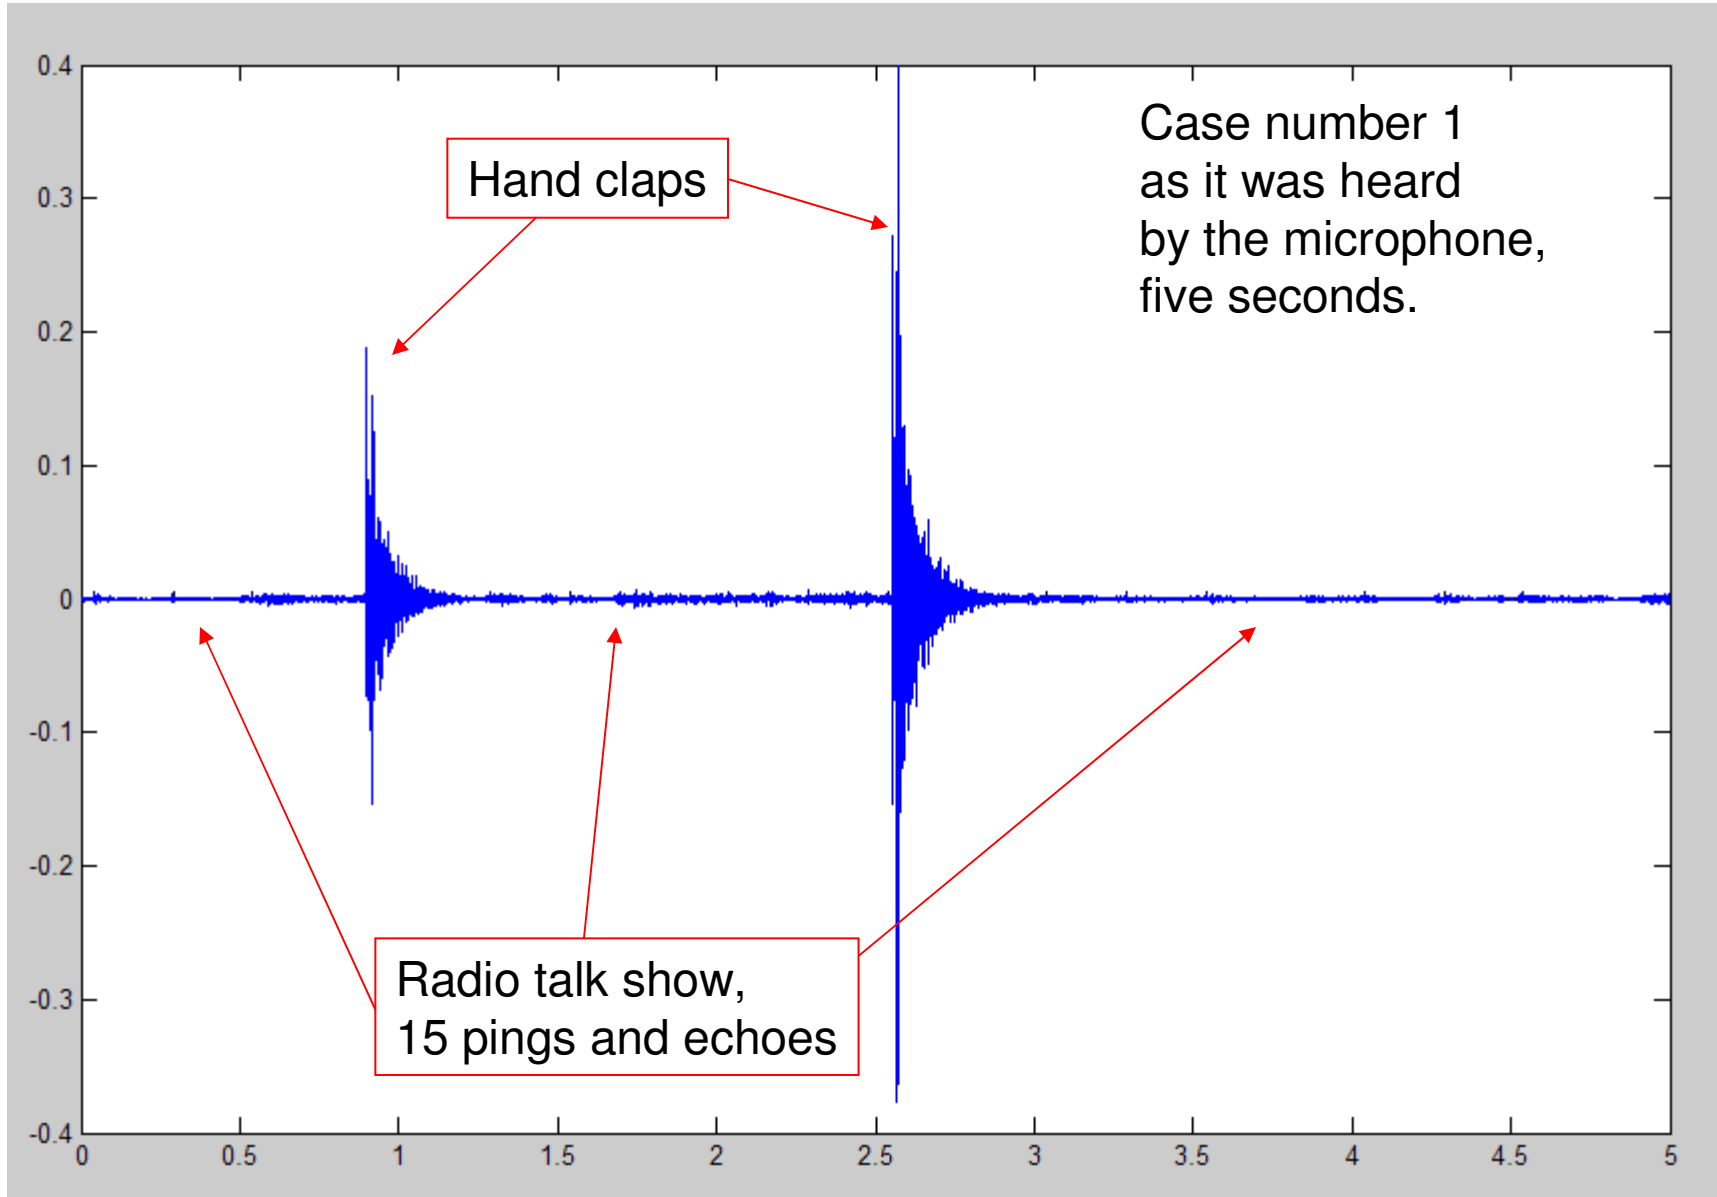 0.4
0.3
0.2
0.1
0
-0.1
-0.2
-0.3
-0.4
Hand claps
Case number 1
as it was heard
by the microphone,
five seconds.
Radio talk show,
15 pings and echoes
0 0.5 1 1.5 2 2.5 3 3.5 4 4.5 5